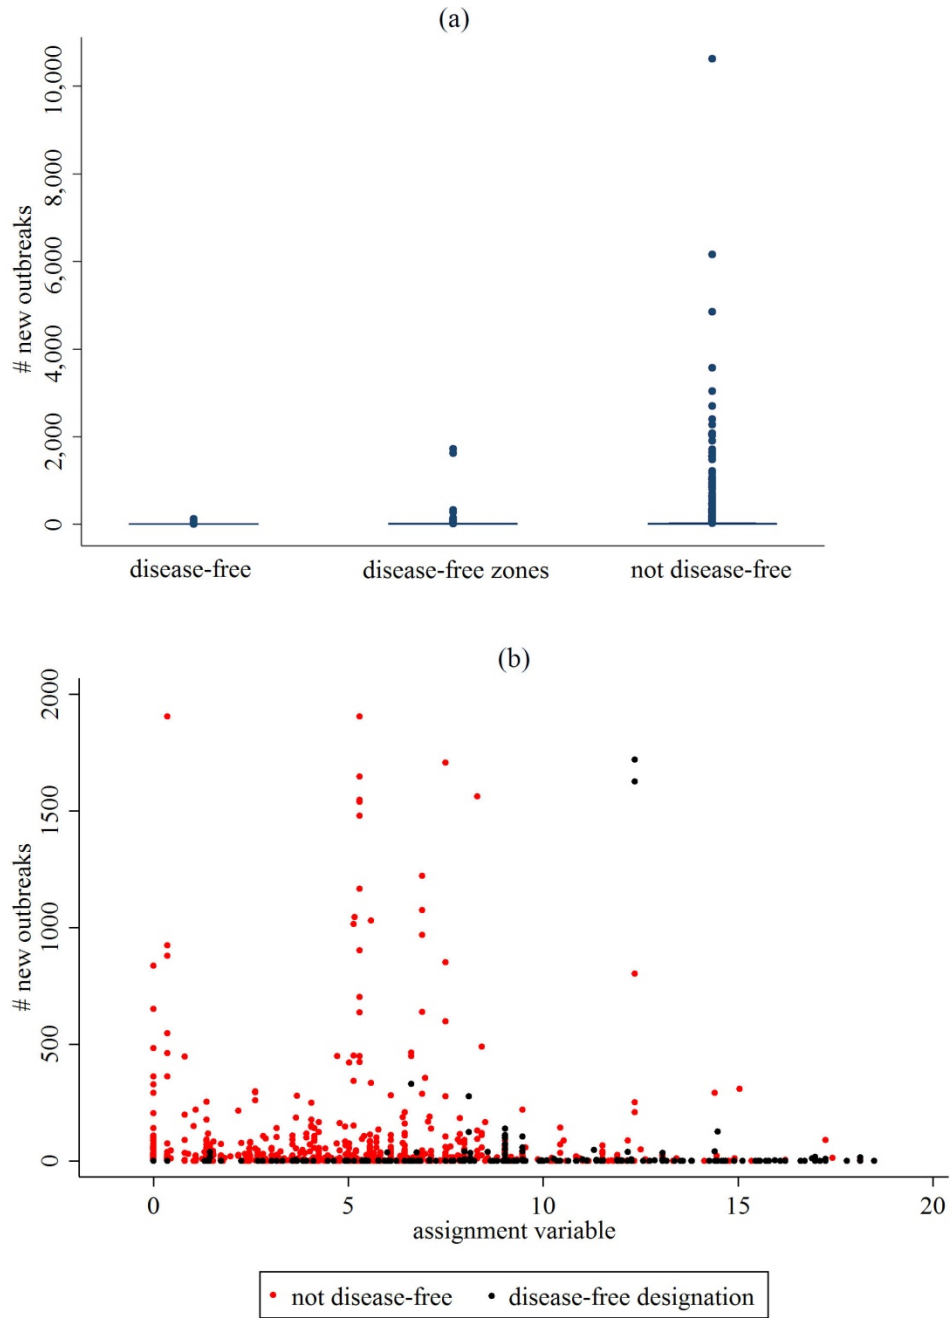 (a)
# new outbreaks
10,000
8,000
6,000
4,000
2,000
0
disease-free
disease-free zones
not disease-free
(b)
# new outbreaks
2000
1500
1000
500
0
0
5
10
15
20
assignment variable
not disease-free
disease-free designation